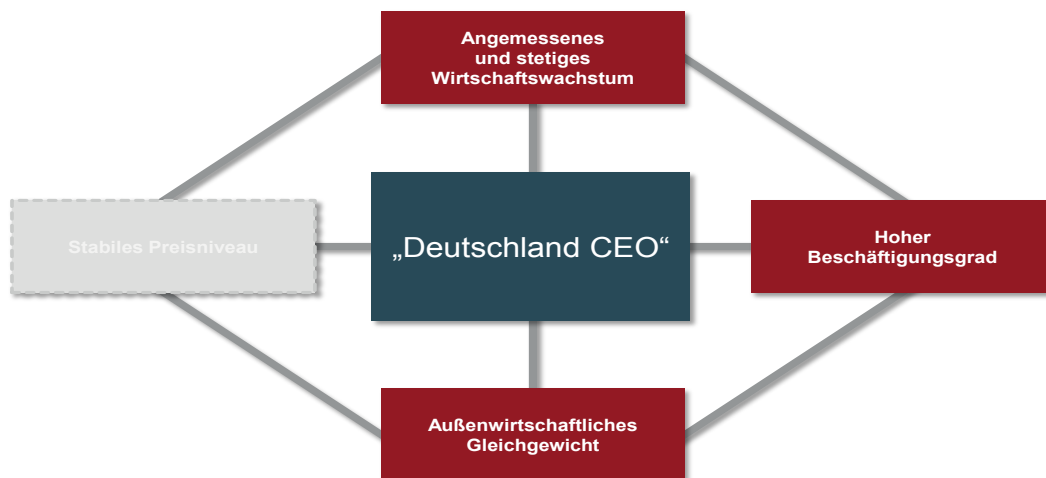 Angemessenes
und stetiges
Wirtschaftswachstum
Stabiles Preisniveau
„Deutschland CEO“
Hoher
Beschäftigungsgrad
Außenwirtschaftliches
Gleichgewicht